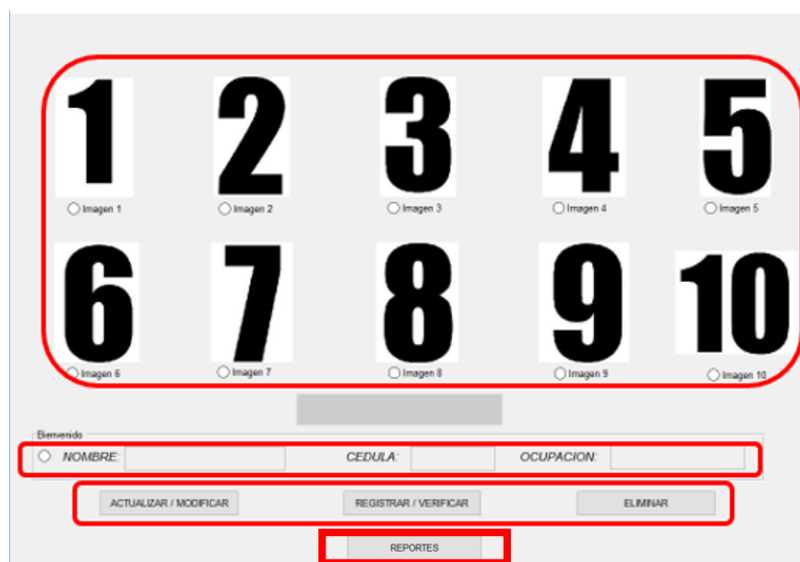 1 2 3 4 5
Imagen 1 Imagen 2 Imagen 3 Imagen 4 Imagen 5
6 7 8 9 10
Imagen 6 Imagen 7 Imagen 8 Imagen 9 Imagen 10
Bienvenido
NOMBRE: CEDULA: OCUPACION:
ACTUALIZAR / MODIFICAR REGISTRAR / VERIFICAR ELIMINAR
REPORTES